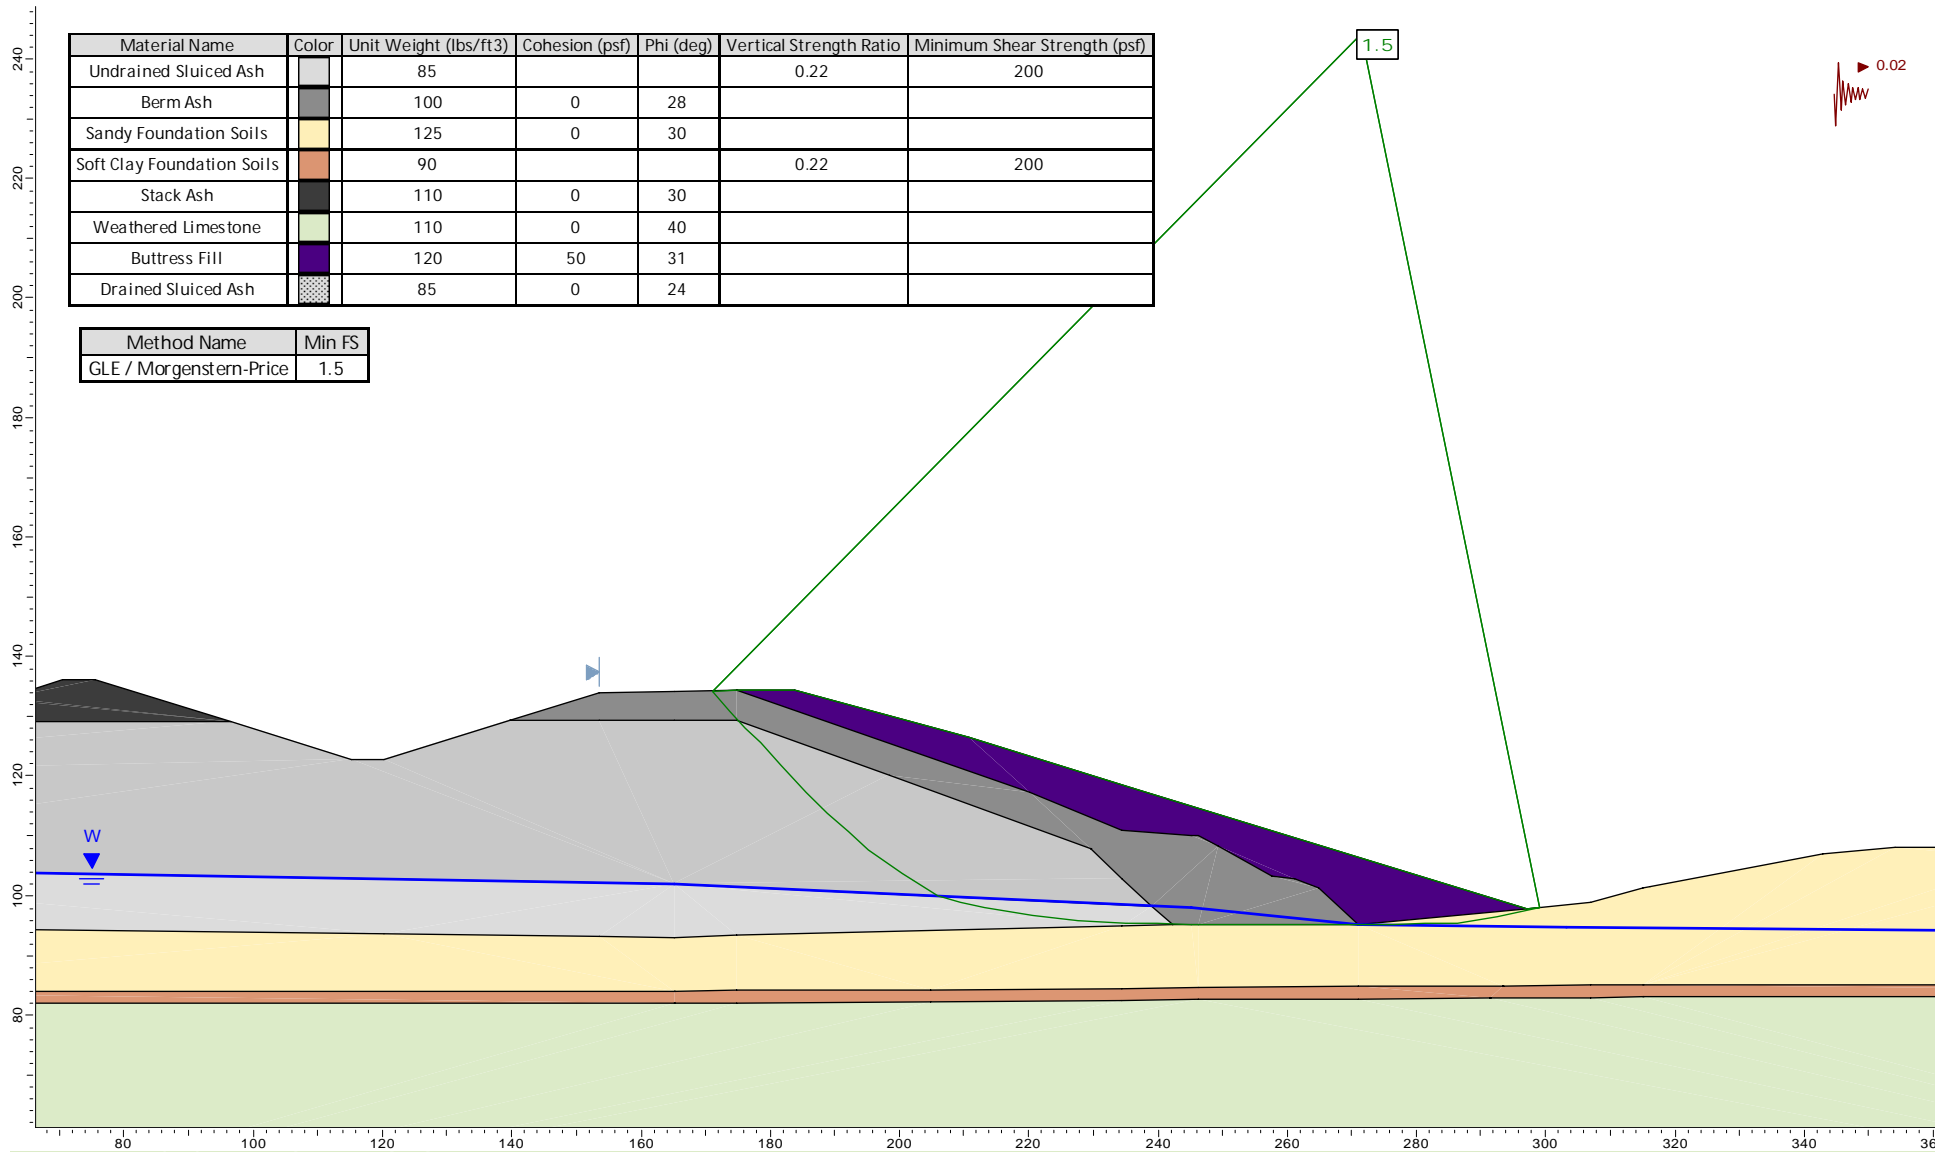 Material Name Color Unit Weight (lbs/ft3) Cohesion (psf) Phi (deg) Vertical Strength Ratio Minimum Shear Strength (psf)
Undrained Sluiced Ash 85 0.22 200
Berm Ash 100 0 28
Sandy Foundation Soils 125 0 30
Soft Clay Foundation Soils 90 0.22 200
Stack Ash 110 0 30
Weathered Limestone 110 0 40
Buttress Fill 120 50 31
Drained Sluiced Ash 85 0 24
Method Name Min FS
GLE / Morgenstern-Price 1.5
1.5
0.02
W
240
220
200
180
160
140
120
100
80
80 100 120 140 160 180 200 220 240 260 280 300 320 340 36